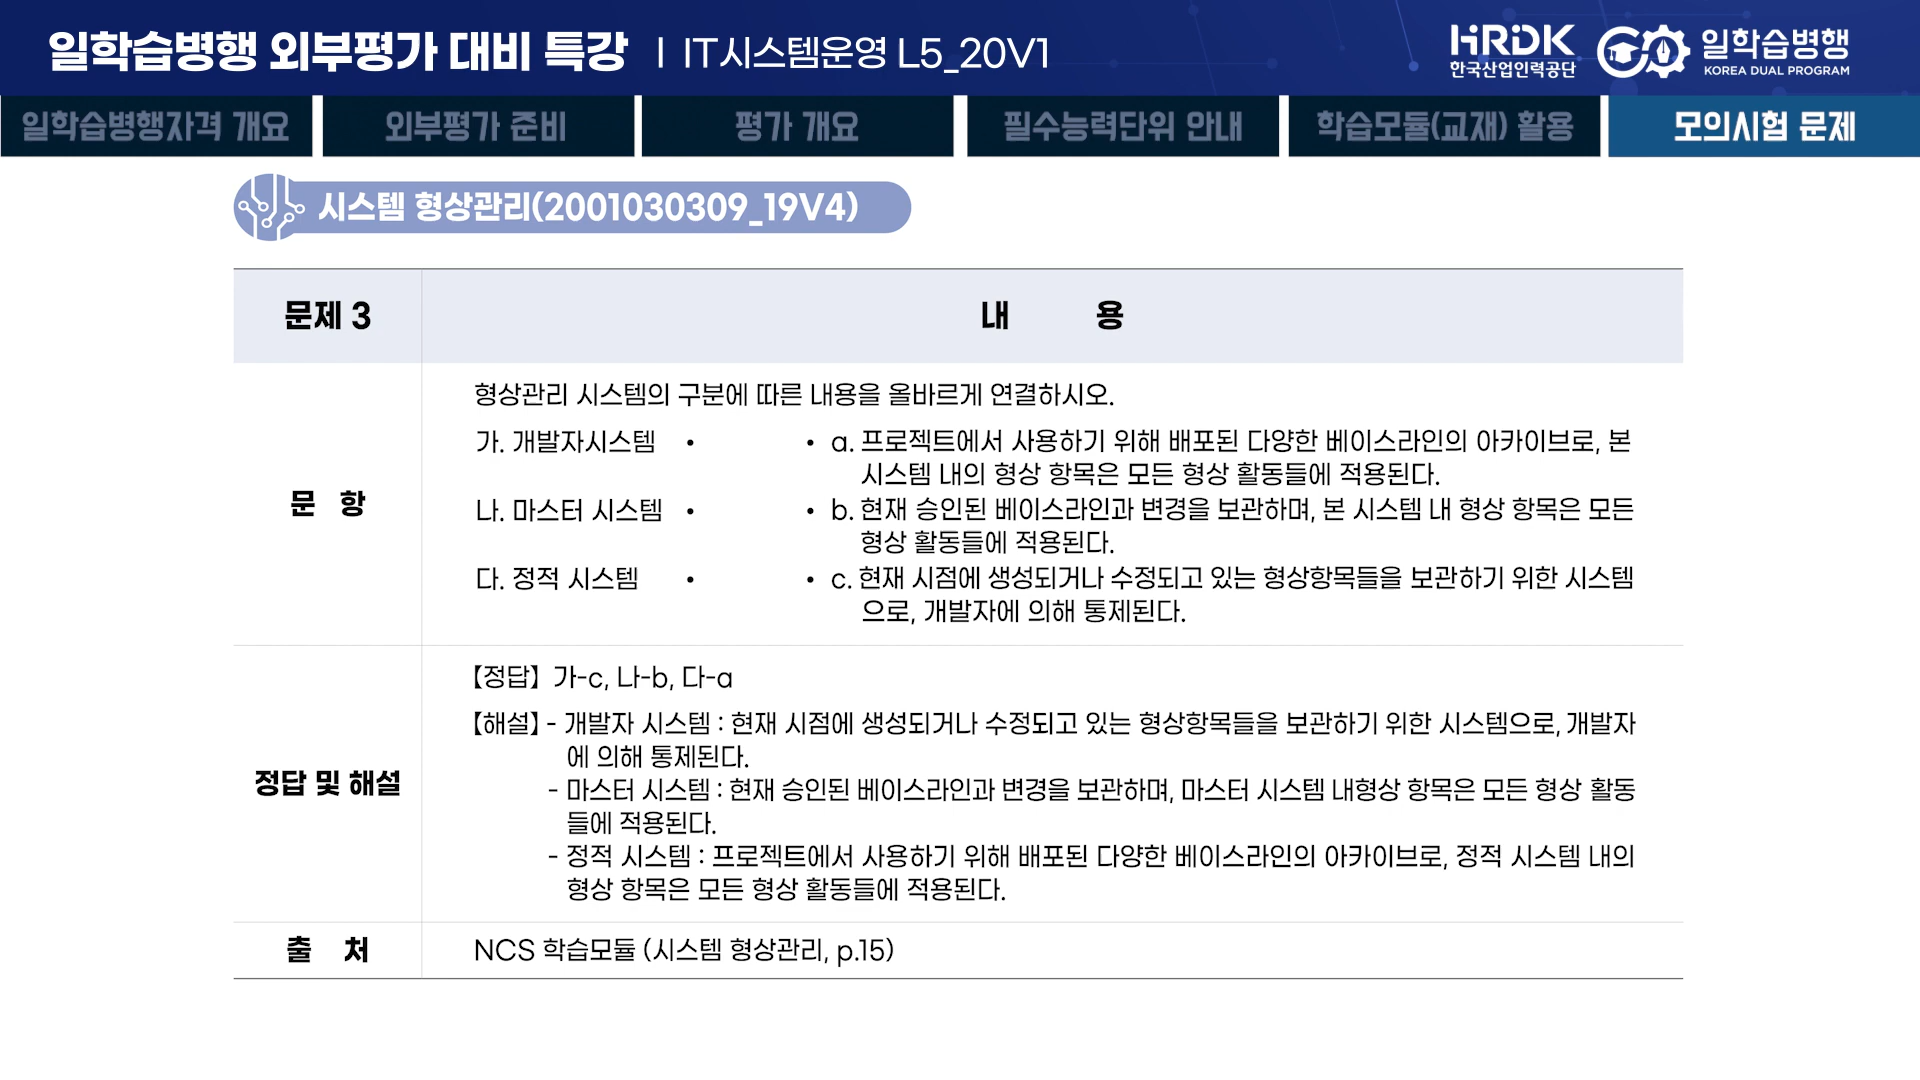 일학습병행 외부평가 대비 특강 | IT시스템운영 L5_20V1
HRDK
한국산업인력공단
일학습병행
KOREA DUAL PROGRAM
일학습병행자격 개요
외부평가 준비
평가 개요
필수능력단위 안내
학습모듈(교재) 활용
모의시험 문제
시스템 형상관리(2001030309_19V4)
문제 3
내 용
문 항
형상관리 시스템의 구분에 따른 내용을 올바르게 연결하시오.
가. 개발자시스템 • • a. 프로젝트에서 사용하기 위해 배포된 다양한 베이스라인의 아카이브로, 본
시스템 내의 형상 항목은 모든 형상 활동들에 적용된다.
나. 마스터 시스템 • • b. 현재 승인된 베이스라인과 변경을 보관하며, 본 시스템 내 형상 항목은 모든
형상 활동들에 적용된다.
다. 정적 시스템 • • c. 현재 시점에 생성되거나 수정되고 있는 형상항목들을 보관하기 위한 시스템
으로, 개발자에 의해 통제된다.
정답 및 해설
【정답】 가-c, 나-b, 다-a
【해설】 - 개발자 시스템 : 현재 시점에 생성되거나 수정되고 있는 형상항목들을 보관하기 위한 시스템으로, 개발자
에 의해 통제된다.
- 마스터 시스템 : 현재 승인된 베이스라인과 변경을 보관하며, 마스터 시스템 내형상 항목은 모든 형상 활동
들에 적용된다.
- 정적 시스템 : 프로젝트에서 사용하기 위해 배포된 다양한 베이스라인의 아카이브로, 정적 시스템 내의
형상 항목은 모든 형상 활동들에 적용된다.
출 처
NCS 학습모듈 (시스템 형상관리, p.15)